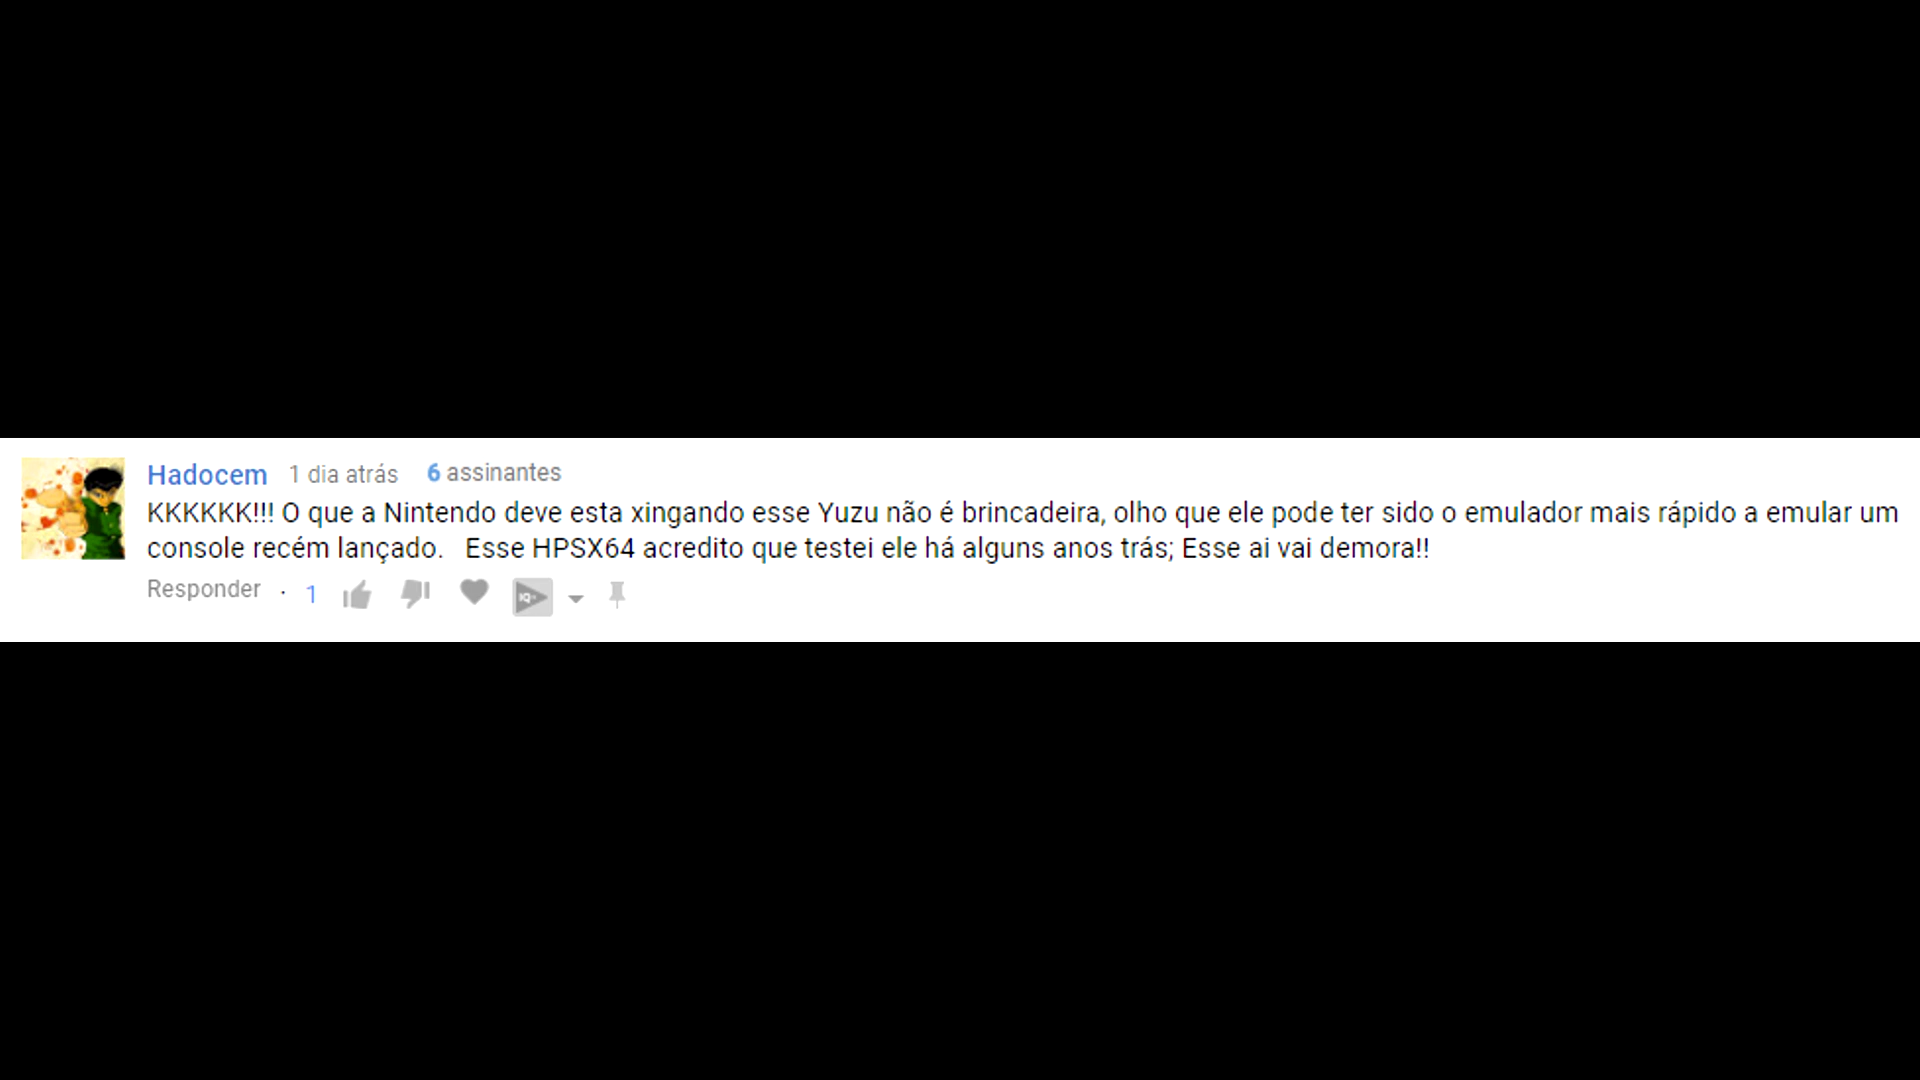 Hadocem 1 dia atrás 6 assinantes
KKKKKK!!! O que a Nintendo deve esta xingando esse Yuzu não é brincadeira, olho que ele pode ter sido o emulador mais rápido a emular um
console recém lançado. Esse HPSX64 acredito que testei ele há alguns anos trás; Esse ai vai demora!!
Responder · 1 IQ